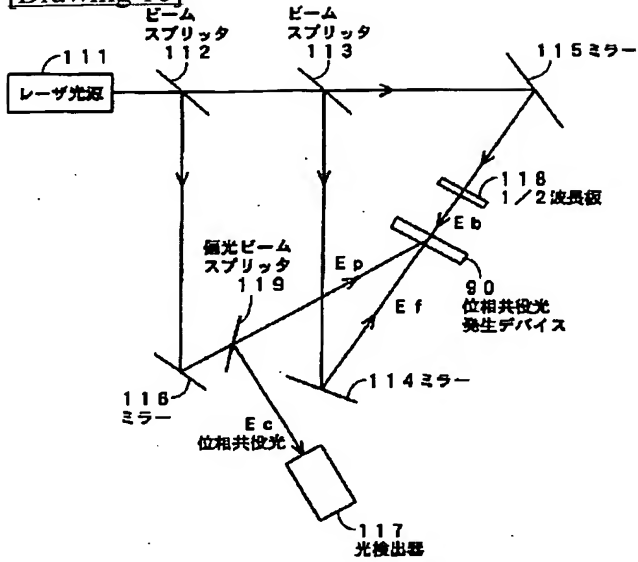 [Drawing 10]
ビーム
スプリッタ
112
ビーム
スプリッタ
113
111
レーザ光源
115ミラー
118
1/2波長板
Eb
偏光ビーム
スプリッタ
119
Ep
90
位相共役光
発生デバイス
Ef
116
ミラー
114ミラー
Ec
位相共役光
117
光検出器